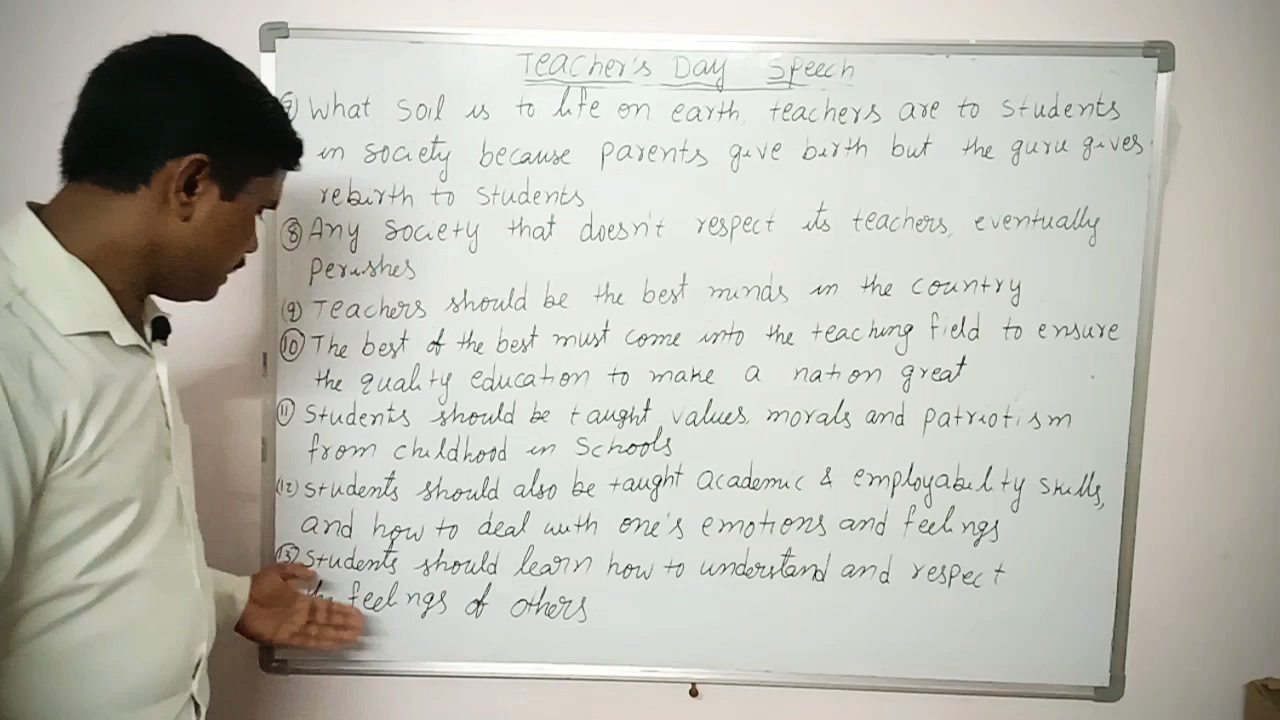 Teacher's Day Speech
What soil is to life on earth, teachers are to students
in society because parents give birth but the guru gives
rebirth to students
(8) Any society that doesn't respect its teachers, eventually
perishes
(9) Teachers should be the best minds in the country
(10) The best of the best must come into the teaching field to ensure
the quality education to make a nation great
(11) Students should be taught values, morals and patriotism
from childhood in Schools
(12) Students should also be taught academic & employability skills,
and how to deal with one's emotions and feelings
(13) Students should learn how to understand and respect
feelings of others